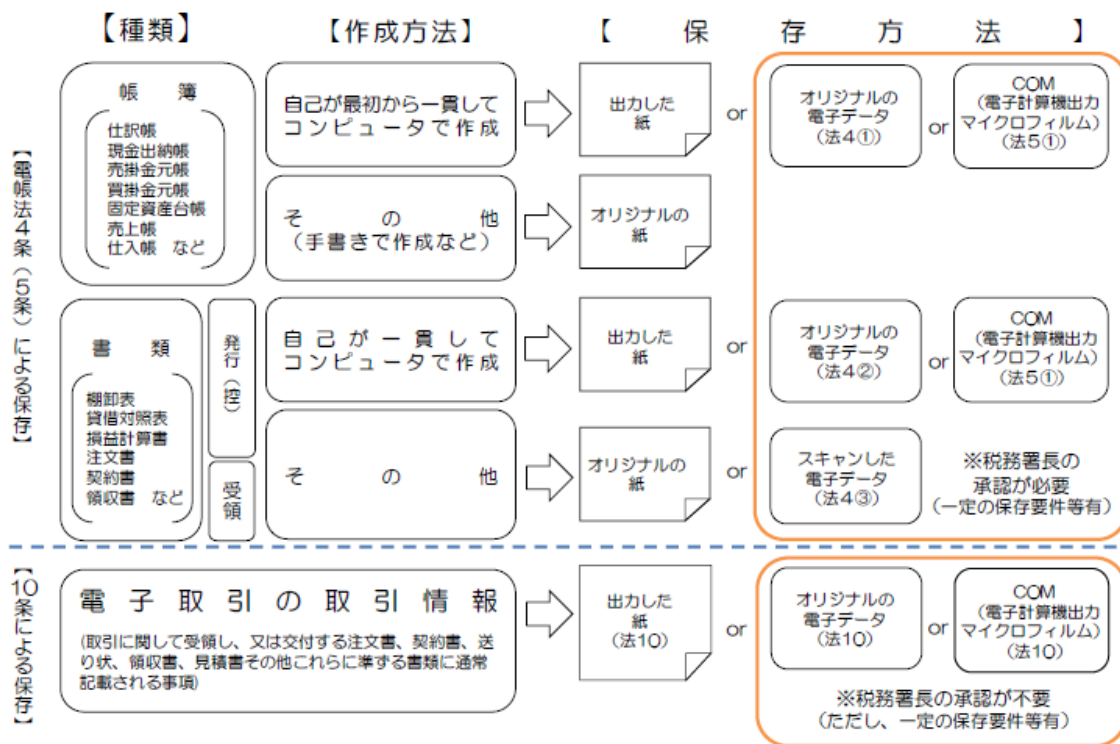 【種類】 【作成方法】 【保存方法】
【電帳法4条（5条）による保存】
帳簿
仕訳帳
現金出納帳
売掛金元帳
買掛金元帳
固定資産台帳
売上帳
仕入帳 など
自己が最初から一貫して
コンピュータで作成
出力した
紙
or
オリジナルの
電子データ
（法4①）
or
COM
（電子計算機出力
マイクロフィルム）
（法5①）
その他
（手書きで作成など）
オリジナルの
紙
書類
棚卸表
貸借対照表
損益計算書
注文書
契約書
領収書 など
発行（控）
受領
自己が一貫して
コンピュータで作成
出力した
紙
or
オリジナルの
電子データ
（法4②）
or
COM
（電子計算機出力
マイクロフィルム）
（法5①）
その他
オリジナルの
紙
or
スキャンした
電子データ
（法4③）
※税務署長の
承認が必要
（一定の保存要件等有）
【10条による保存】
電子取引の取引情報
(取引に関して受領し、又は交付する注文書、契約書、送
り状、領収書、見積書その他これらに準ずる書類に通常
記載される事項)
出力した
紙
（法10）
or
オリジナルの
電子データ
（法10）
or
COM
（電子計算機出力
マイクロフィルム）
（法10）
※税務署長の承認が不要
（ただし、一定の保存要件等有）